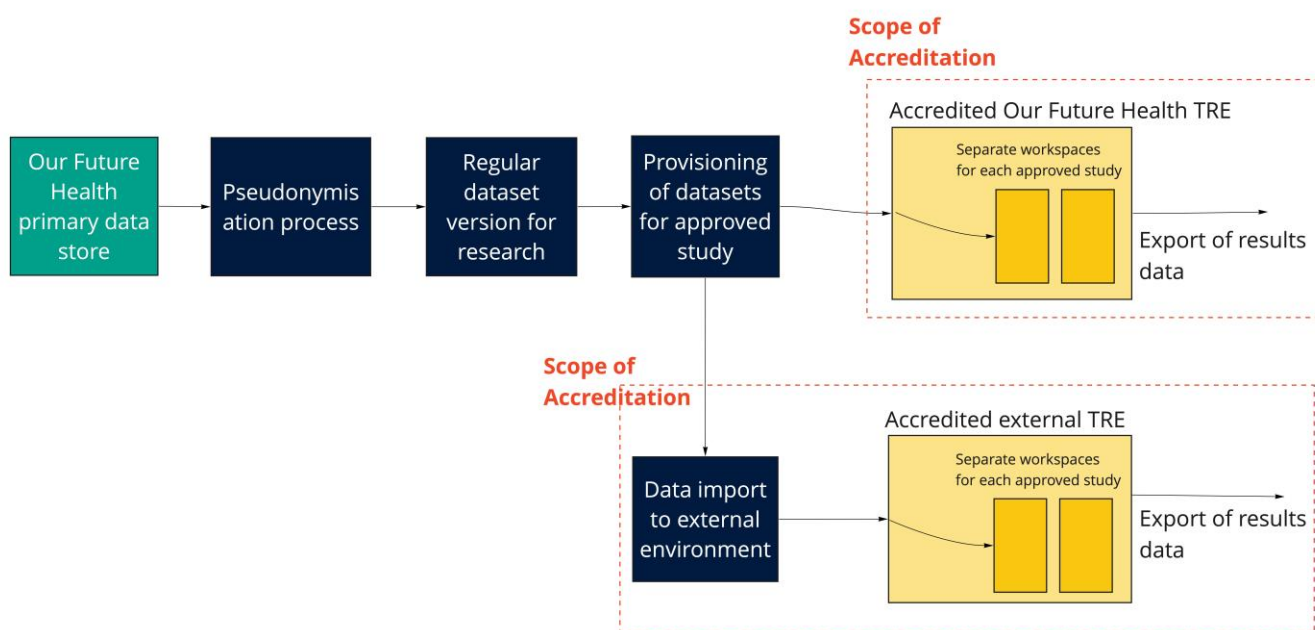 Scope of
Accreditation
Accredited Our Future Health TRE
Our Future
Health
primary data
store
Pseudonymis
ation process
Regular
dataset
version for
research
Provisioning
of datasets
for approved
study
Separate workspaces
for each approved study
Export of results
data
Scope of
Accreditation
Accredited external TRE
Data import
to external
environment
Separate workspaces
for each approved study
Export of results
data